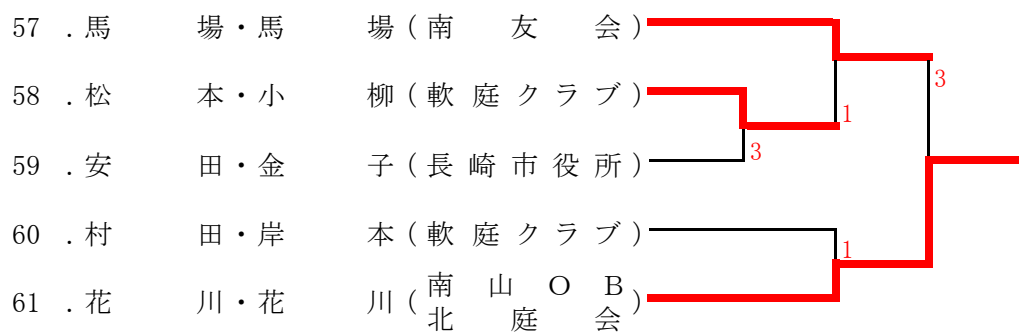 57 .馬場・馬場(南友会)
3
58 .松本・小柳(軟庭クラブ)
1
3
59 .安田・金子(長崎市役所)
60 .村田・岸本(軟庭クラブ)
1
61 .花川・花川(南山OB北庭会)